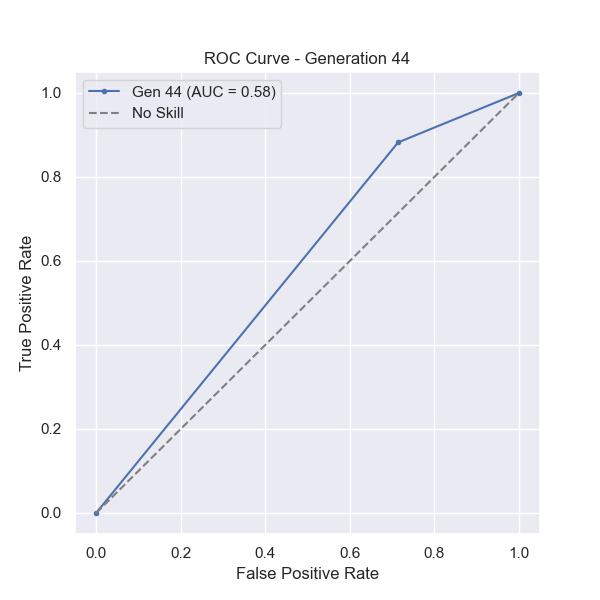 ROC Curve - Generation 44
Gen 44 (AUC = 0.58)
No Skill
1.0
0.8
0.6
0.4
0.2
0.0
True Positive Rate
0.0 0.2 0.4 0.6 0.8 1.0
False Positive Rate